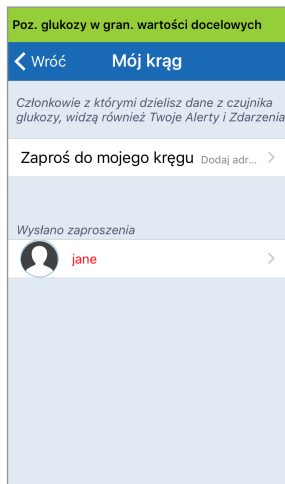 Poz. glukozy w gran. wartości docelowych
Wróć
Mój krąg
Członkowie z którymi dzielisz dane z czujnika
glukozy, widzą również Twoje Alerty i Zdarzenia
Zaproś do mojego kręgu Dodaj adr...
Wysłano zaproszenia
jane